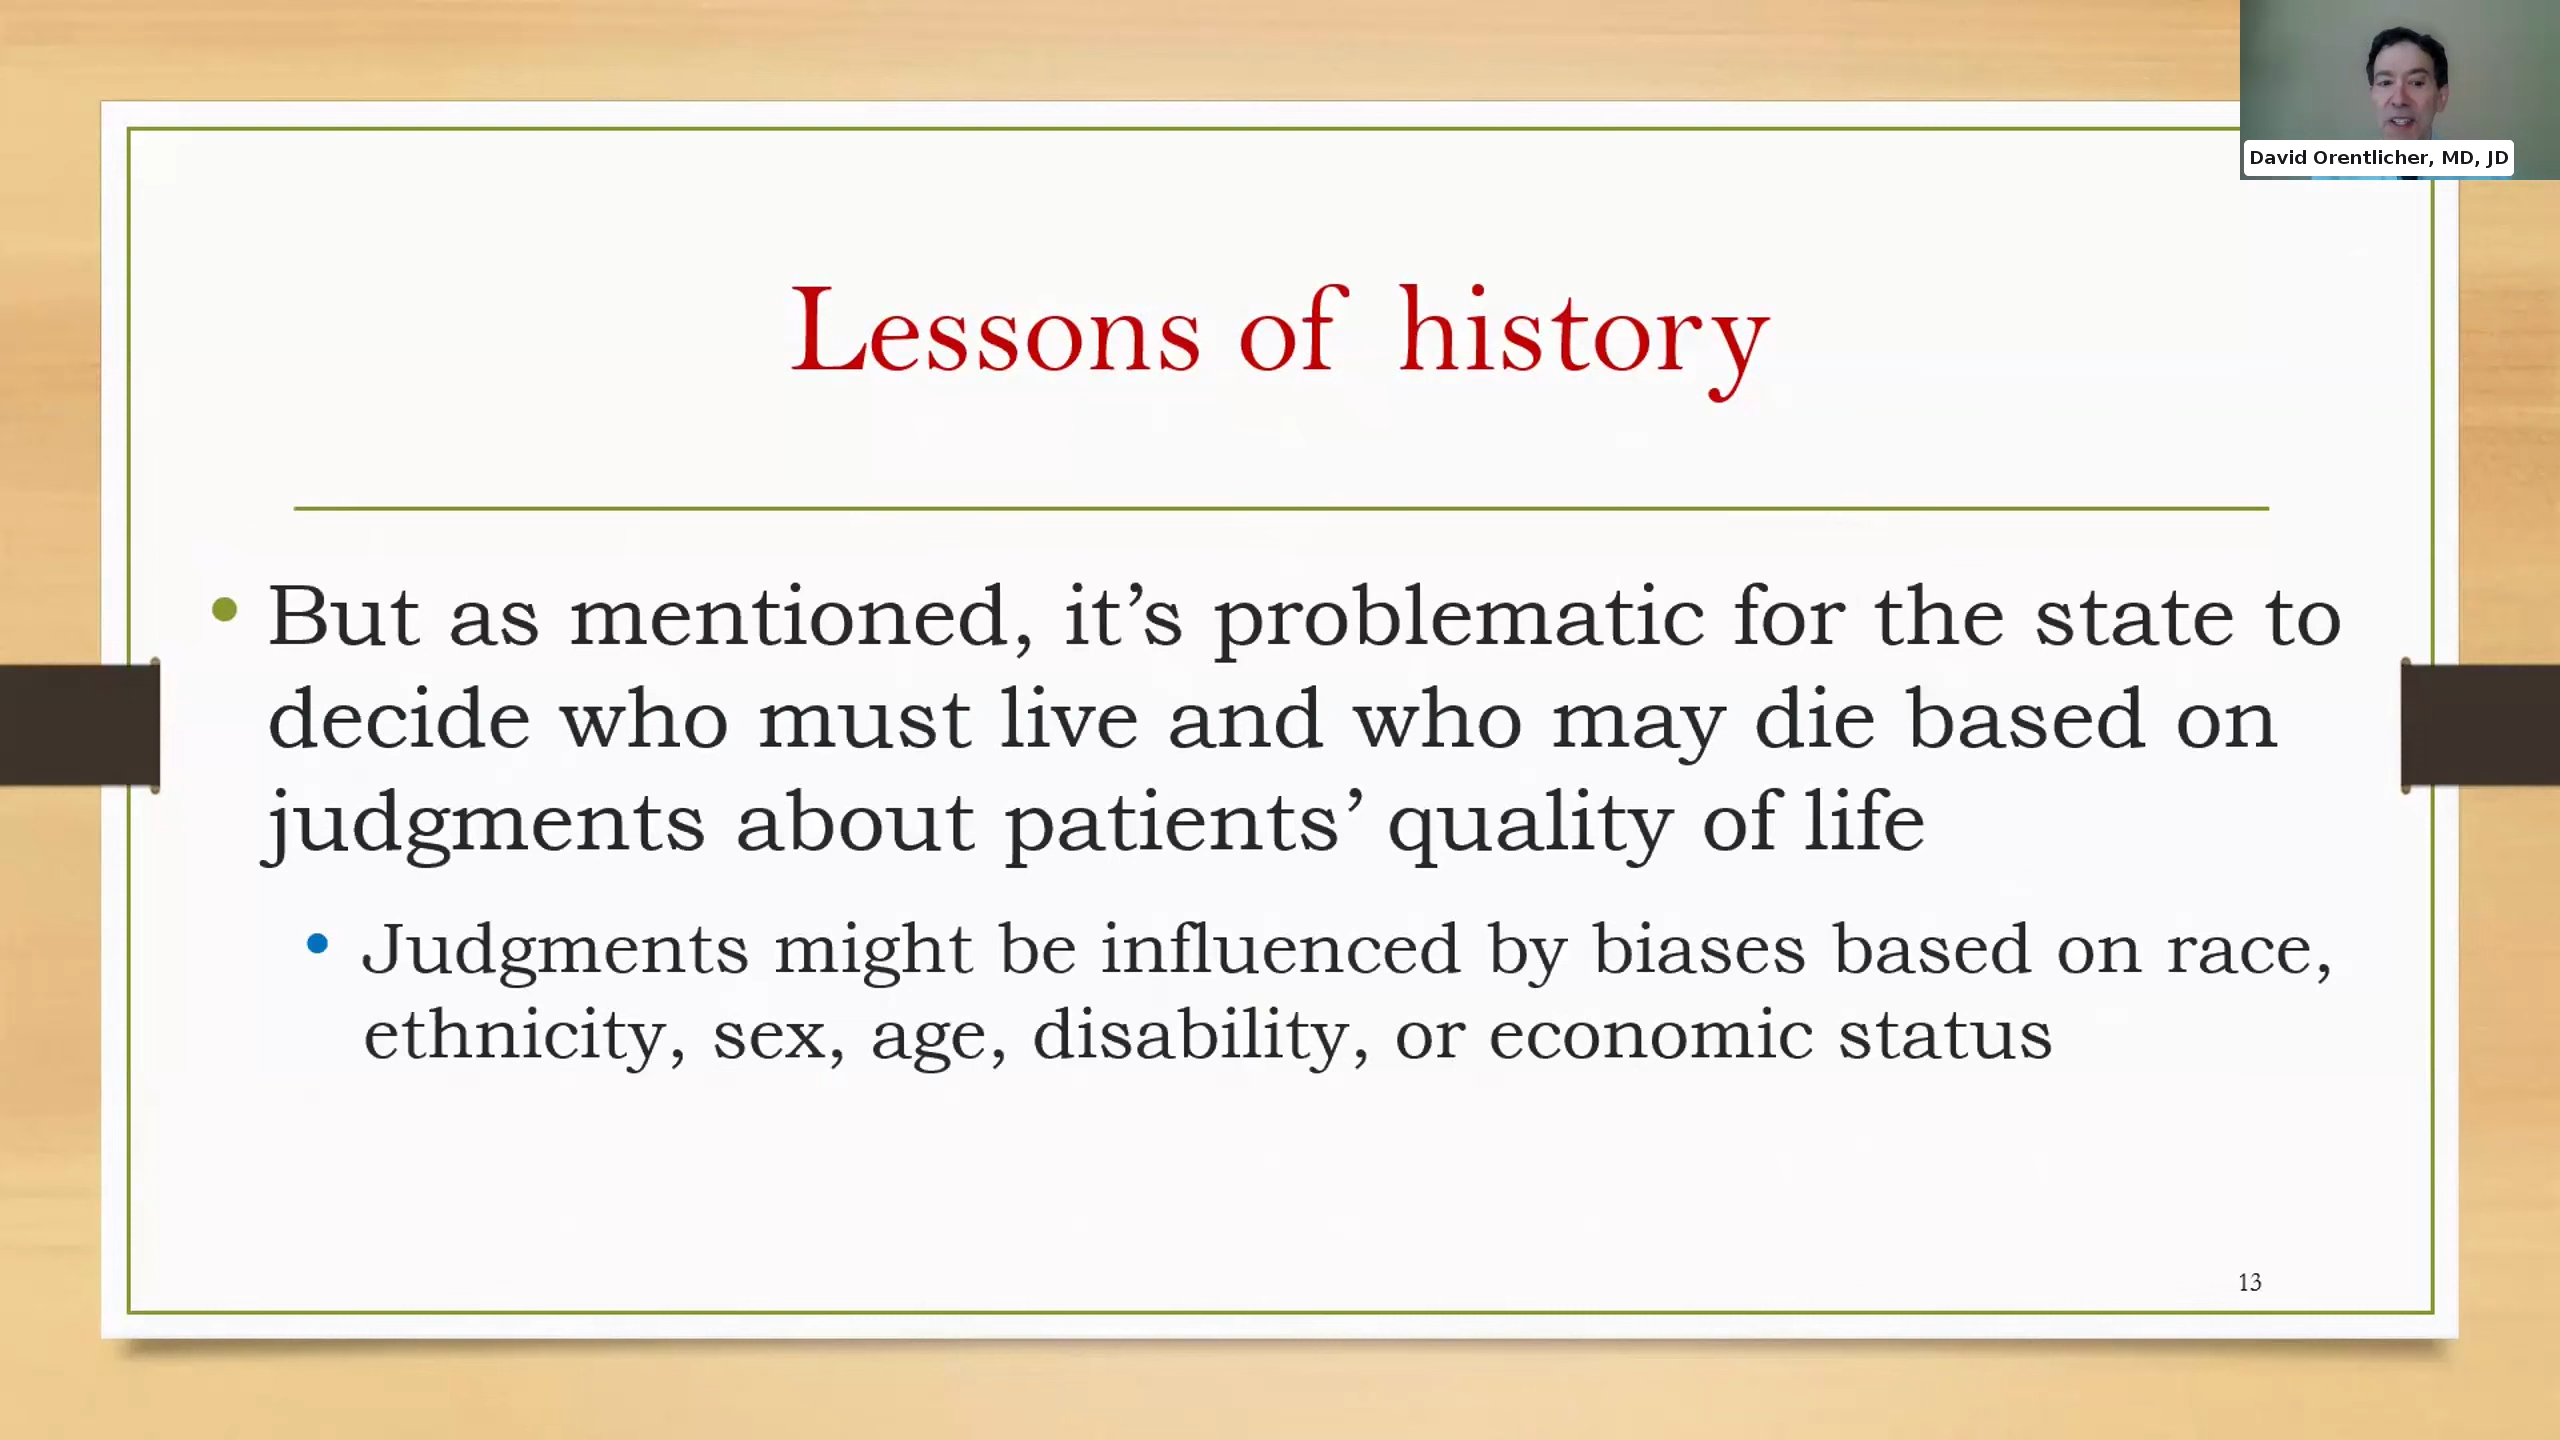 David Orentlicher, MD, JD
Lessons of history
• But as mentioned, it’s problematic for the state to
decide who must live and who may die based on
judgments about patients’ quality of life
• Judgments might be influenced by biases based on race,
ethnicity, sex, age, disability, or economic status
13